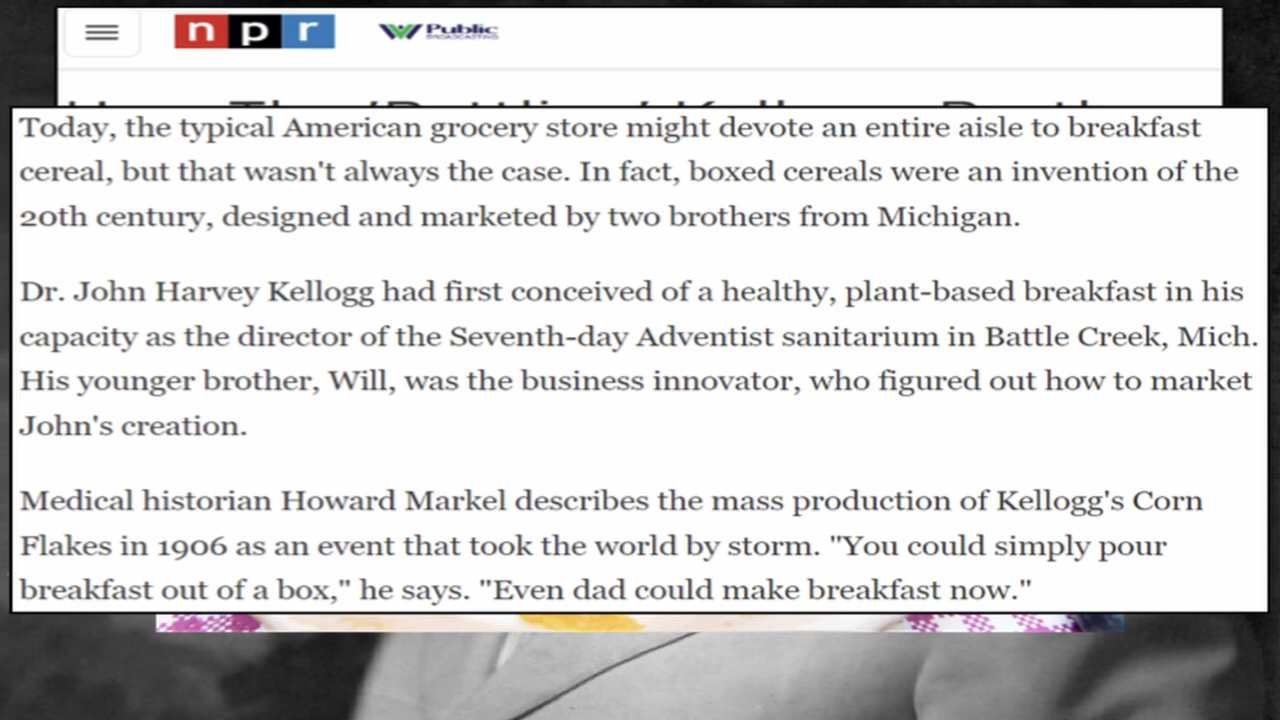 npr
Public
BROADCASTING
Today, the typical American grocery store might devote an entire aisle to breakfast
cereal, but that wasn't always the case. In fact, boxed cereals were an invention of the
20th century, designed and marketed by two brothers from Michigan.
Dr. John Harvey Kellogg had first conceived of a healthy, plant-based breakfast in his
capacity as the director of the Seventh-day Adventist sanitarium in Battle Creek, Mich.
His younger brother, Will, was the business innovator, who figured out how to market
John's creation.
Medical historian Howard Markel describes the mass production of Kellogg's Corn
Flakes in 1906 as an event that took the world by storm. "You could simply pour
breakfast out of a box," he says. "Even dad could make breakfast now."